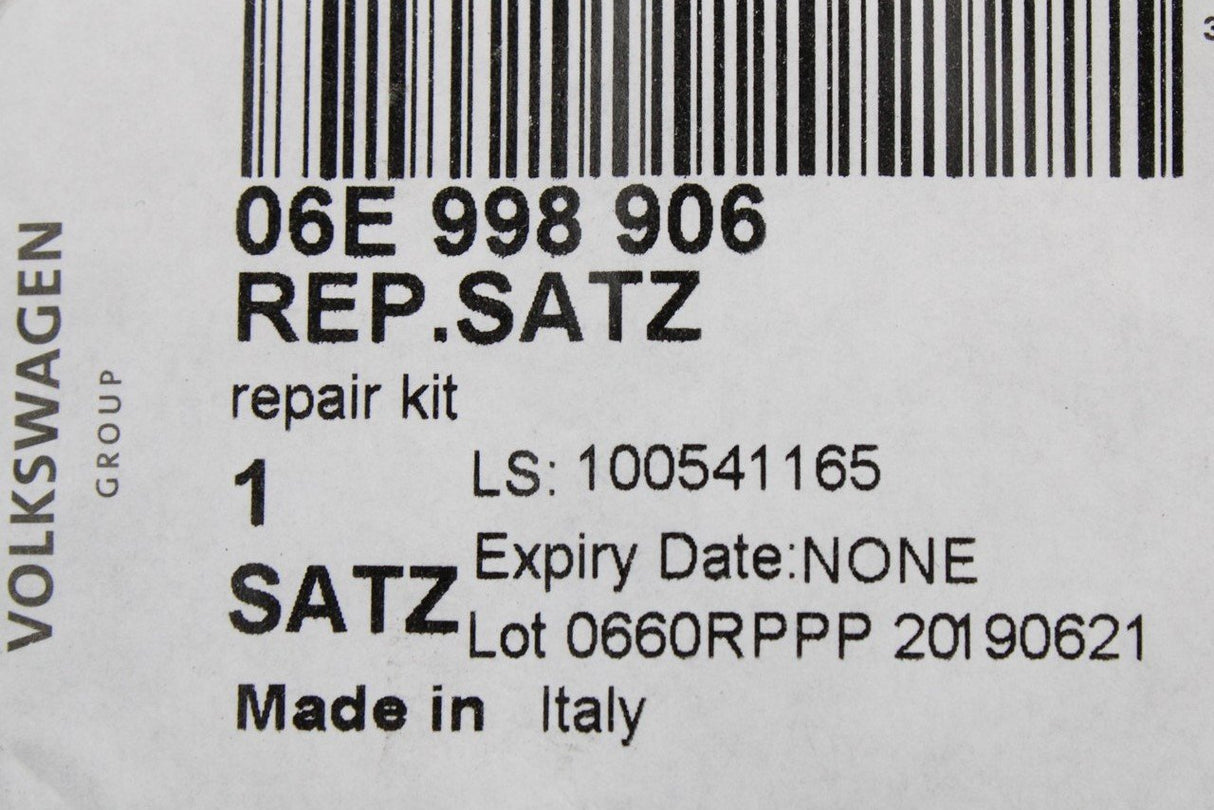 06E 998 906
REP.SATZ
repair kit
1
LS: 100541165
Expiry Date:NONE
SATZ
Lot 0660RPPP 20190621
Made in Italy
VOLKSWAGEN
GROUP